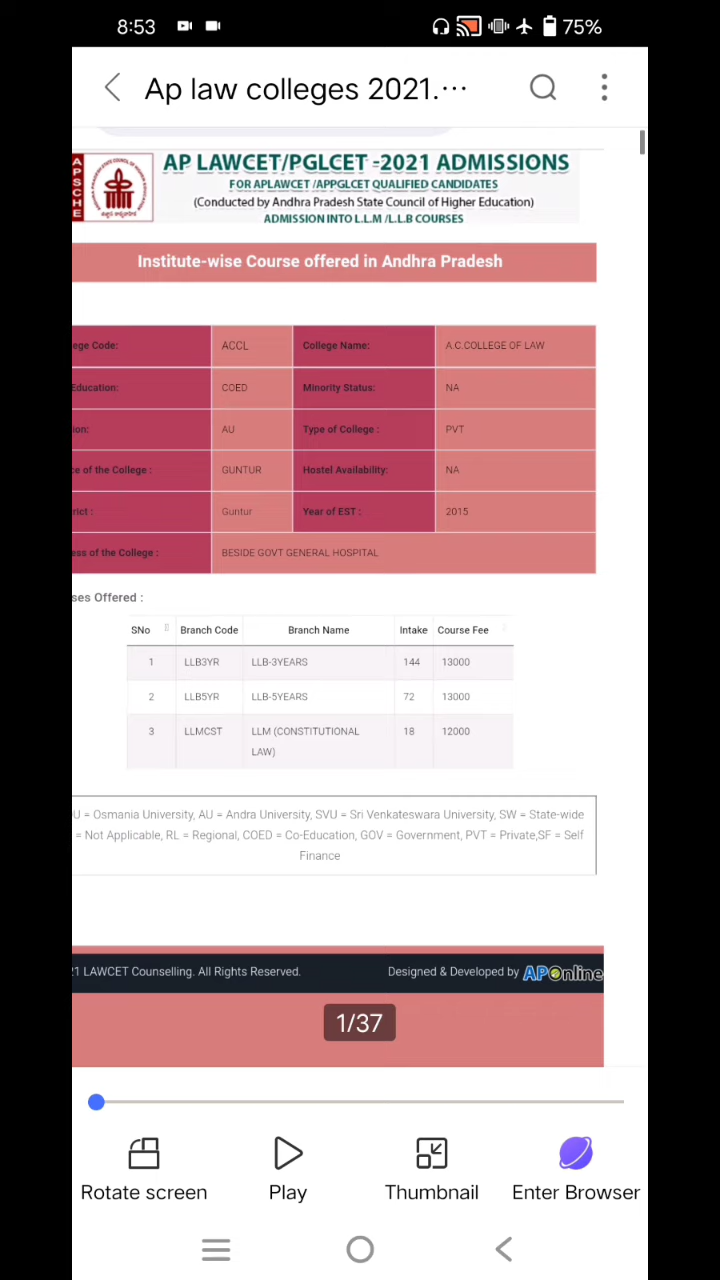 8:53 75%
Ap law colleges 2021.···
APSCHE
AP LAWCET/PGLCET -2021 ADMISSIONS
FOR APLAWCET /APPGLCET QUALIFIED CANDIDATES
(Conducted by Andhra Pradesh State Council of Higher Education)
ADMISSION INTO L.L.M /L.L.B COURSES
Institute-wise Course offered in Andhra Pradesh
ege Code: ACCL College Name: A.C.COLLEGE OF LAW
Education: COED Minority Status: NA
ion: AU Type of College : PVT
ce of the College : GUNTUR Hostel Availability: NA
rict : Guntur Year of EST : 2015
ess of the College : BESIDE GOVT GENERAL HOSPITAL
ses Offered :
SNo Branch Code Branch Name Intake Course Fee
1 LLB3YR LLB-3YEARS 144 13000
2 LLB5YR LLB-5YEARS 72 13000
3 LLMCST LLM (CONSTITUTIONAL 18 12000
LAW)
U = Osmania University, AU = Andra University, SVU = Sri Venkateswara University, SW = State-wide
= Not Applicable, RL = Regional, COED = Co-Education, GOV = Government, PVT = Private,SF = Self
Finance
21 LAWCET Counselling. All Rights Reserved. Designed & Developed by APOnline
1/37
Rotate screen Play Thumbnail Enter Browser